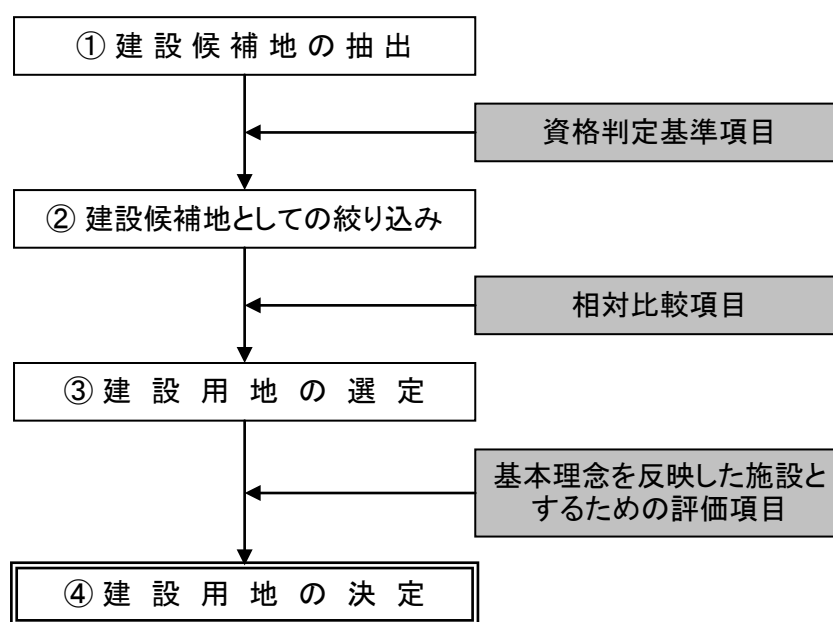 ① 建設候補地の抽出
資格判定基準項目
② 建設候補地としての絞り込み
相対比較項目
③ 建設用地の選定
基本理念を反映した施設と
するための評価項目
④ 建設用地の決定